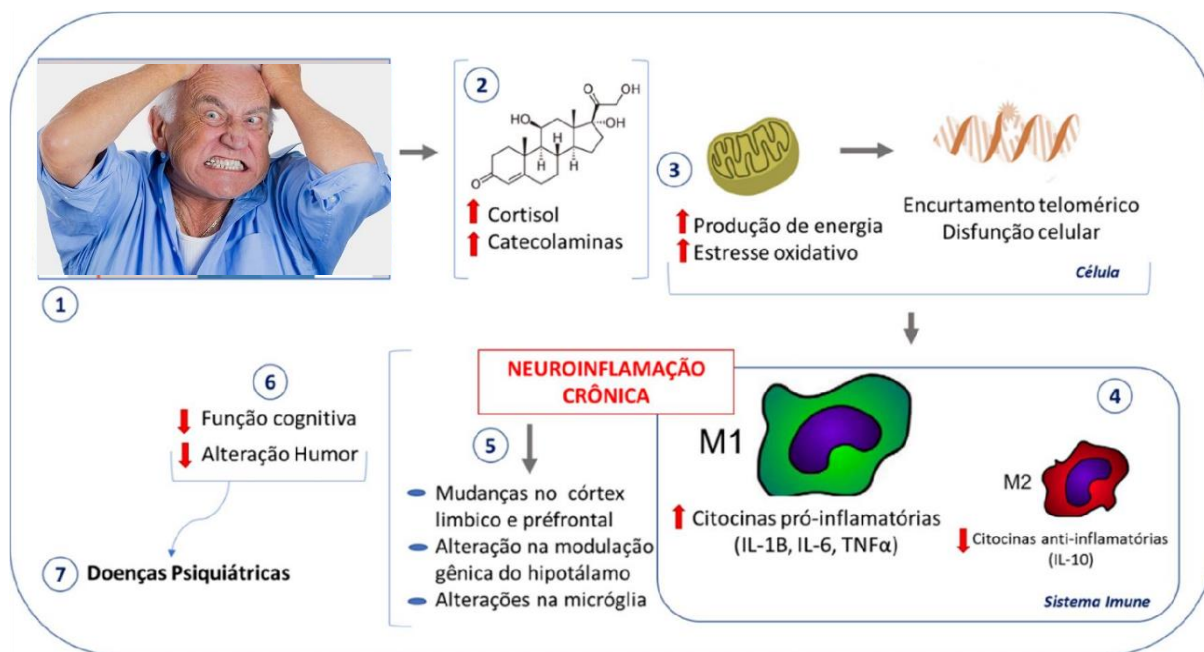 1
2
O
OH
HO
OH
H
H
H
O
Cortisol
Catecolaminas
3
Produção de energia
Estresse oxidativo
Encurtamento telomérico
Disfunção celular
Célula
4
M1
Citocinas pró-inflamatórias
(IL-1B, IL-6, TNFα)
M2
Citocinas anti-inflamatórias
(IL-10)
Sistema Imune
NEUROINFLAMAÇÃO
CRÔNICA
5
Mudanças no córtex
limbico e préfrontal
Alteração na modulação
gênica do hipotálamo
Alterações na micróglia
6
Função cognitiva
Alteração Humor
7 Doenças Psiquiátricas